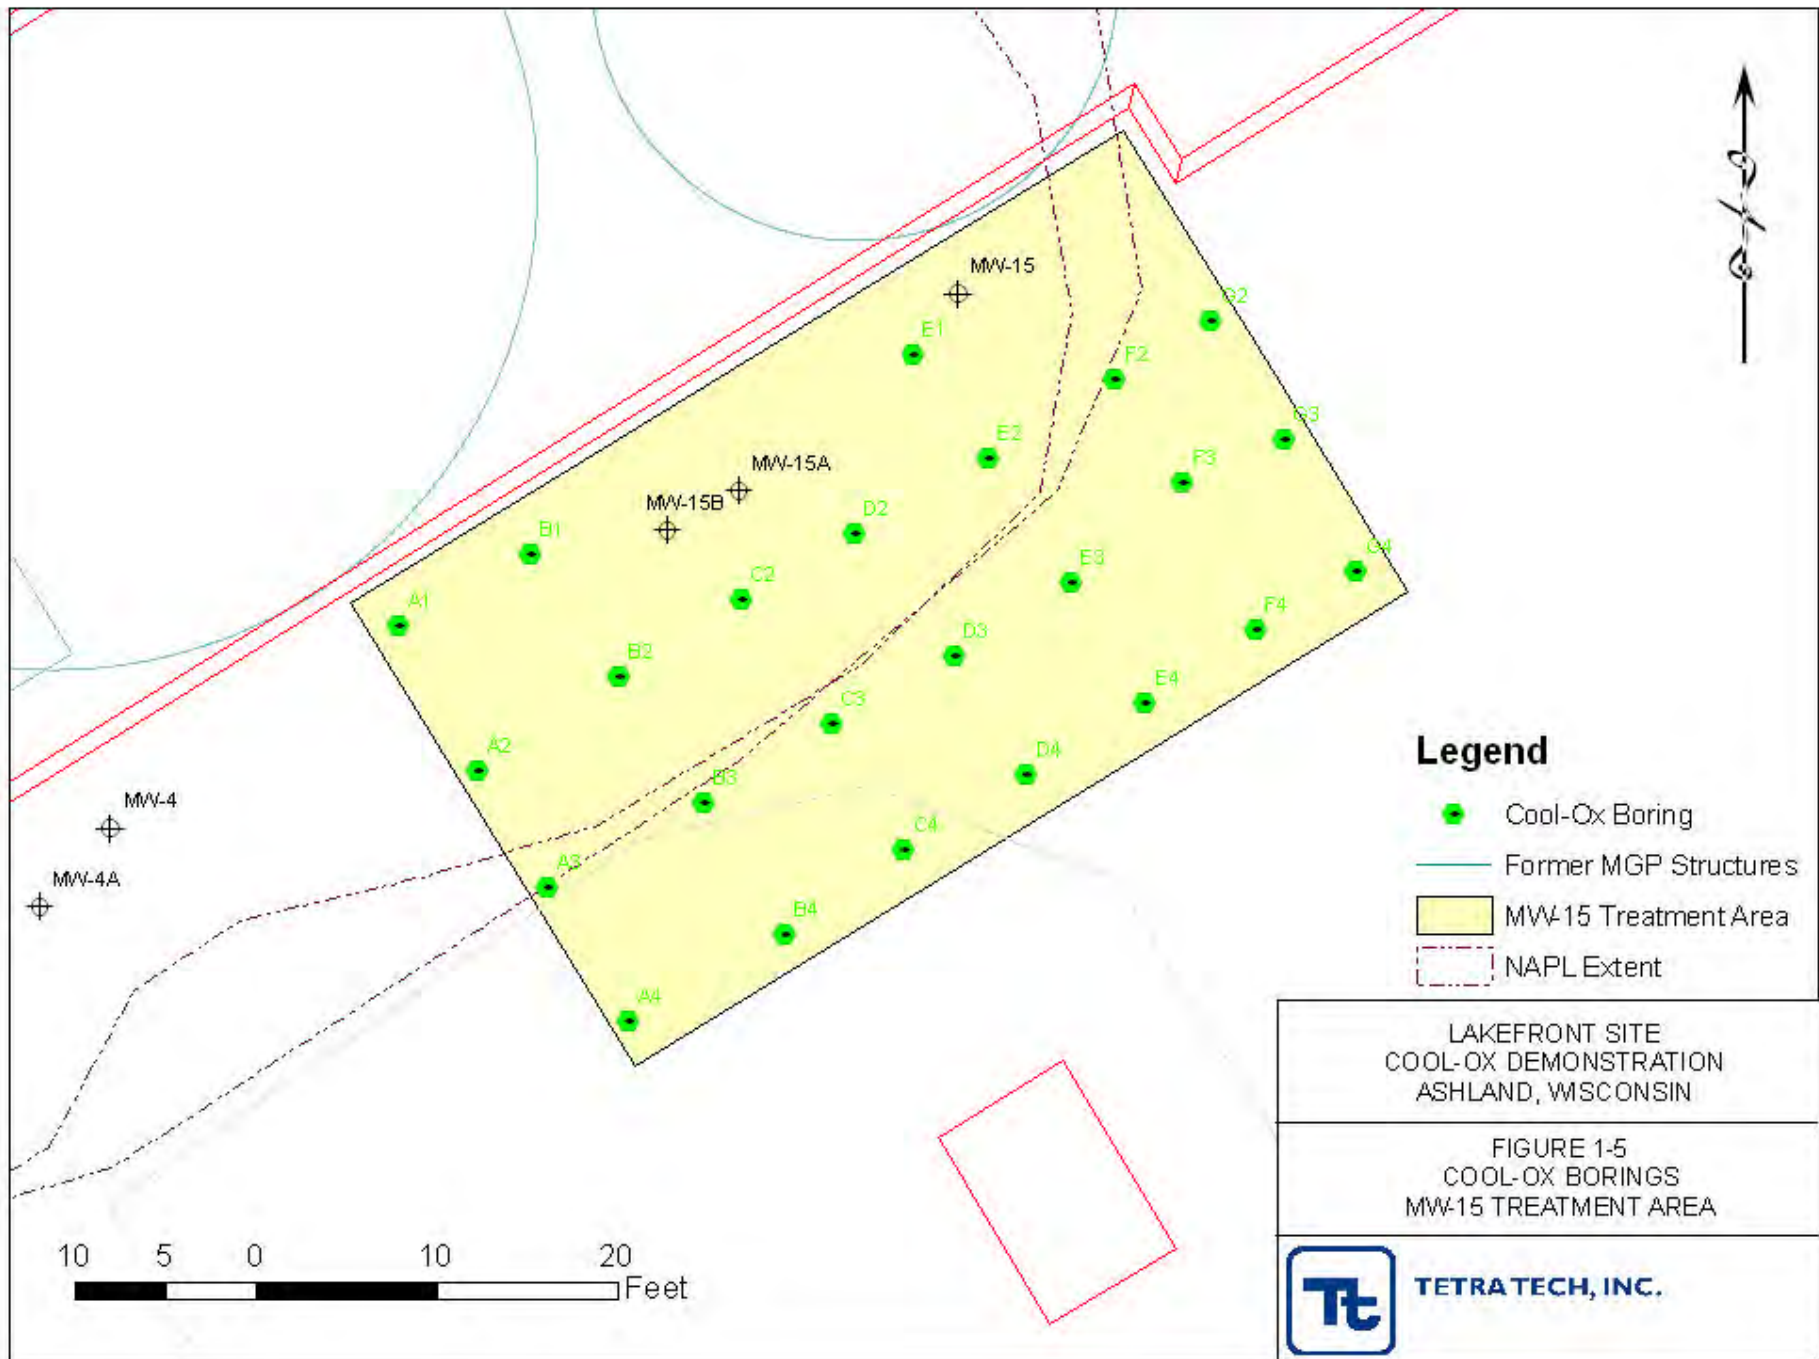 MW-15
G2
E1
F2
G3
E2
MW-15A
F3
MW-15B
D2
B1
E3
G4
C2
A1
F4
D3
B2
E4
C3
A2
D4
B3
MW-4
C4
A3
MW-4A
B4
A4
Legend
Cool-Ox Boring
Former MGP Structures
MW-15 Treatment Area
NAPL Extent
LAKEFRONT SITE
COOL-OX DEMONSTRATION
ASHLAND, WISCONSIN
FIGURE 1-5
COOL-OX BORINGS
MW-15 TREATMENT AREA
10 5 0 10 20
Feet
Tt
TETRA TECH, INC.